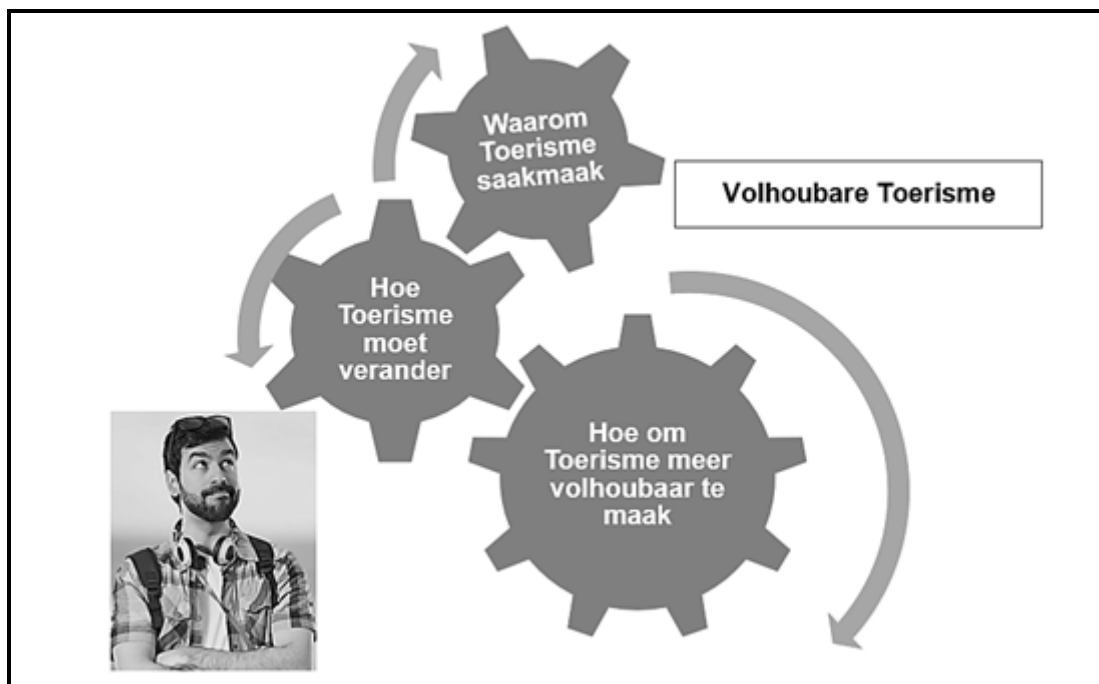 Waarom
Toerisme
saakmaak
Volhoubare Toerisme
Hoe
Toerisme
moet
verander
Hoe om
Toerisme meer
volhoubaar te
maak